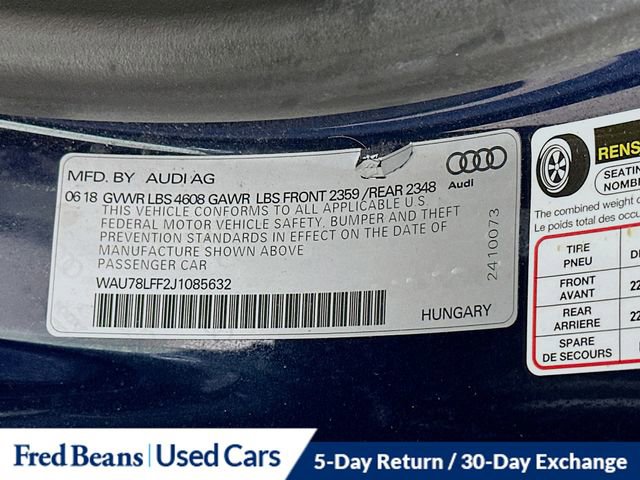 MFD. BY AUDI AG
06 18 GVWR LBS 4608 GAWR LBS FRONT 2359 /REAR 2348
THIS VEHICLE CONFORMS TO ALL APPLICABLE U.S.
FEDERAL MOTOR VEHICLE SAFETY, BUMPER AND THEFT
PREVENTION STANDARDS IN EFFECT ON THE DATE OF
MANUFACTURE SHOWN ABOVE
PASSENGER CAR
WAU78LFF2J1085632
HUNGARY
Audi
2410073
RENS
SEATING
NOMBR
The combined weight o
Le poids total des occu
TIRE
PNEU
FRONT
AVANT
22
REAR
ARRIERE
22
SPARE
DE SECOURS
Fred Beans | Used Cars
5-Day Return / 30-Day Exchange